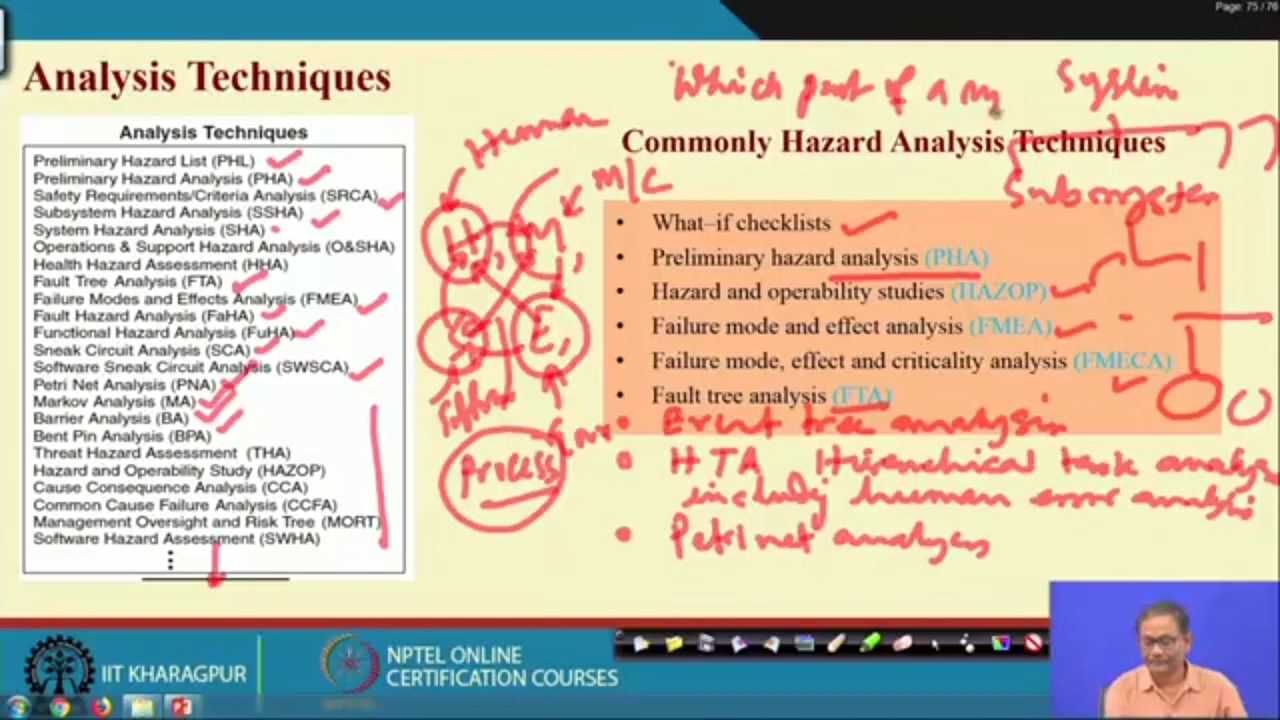 Page: 75 / 76
Analysis Techniques
Which part of a
System
Human
Analysis Techniques
Commonly Hazard Analysis Techniques
Preliminary Hazard List (PHL)
Preliminary Hazard Analysis (PHA)
Safety Requirements/Criteria Analysis (SRCA)
Subsystem Hazard Analysis (SSHA)
System Hazard Analysis (SHA)
Operations & Support Hazard Analysis (O&SHA)
Health Hazard Assessment (HHA)
Fault Tree Analysis (FTA)
Failure Modes and Effects Analysis (FMEA)
Fault Hazard Analysis (FaHA)
Functional Hazard Analysis (FuHA)
Sneak Circuit Analysis (SCA)
Software Sneak Circuit Analysis (SWSCA)
Petri Net Analysis (PNA)
Markov Analysis (MA)
Barrier Analysis (BA)
Bent Pin Analysis (BPA)
Threat Hazard Assessment (THA)
Hazard and Operability Study (HAZOP)
Cause Consequence Analysis (CCA)
Common Cause Failure Analysis (CCFA)
Management Oversight and Risk Tree (MORT)
Software Hazard Assessment (SWHA)
M/C
Subsystem
H, M,
S, E,
Process
• What–if checklists
• Preliminary hazard analysis (PHA)
• Hazard and operability studies (HAZOP)
• Failure mode and effect analysis (FMEA)
• Failure mode, effect and criticality analysis (FMECA)
• Fault tree analysis (FTA)
• Event tree analysis
• HTA Hierarchical task analysis
including human error analysis
• Petri net analysis
IIT KHARAGPUR
NPTEL ONLINE
CERTIFICATION COURSES